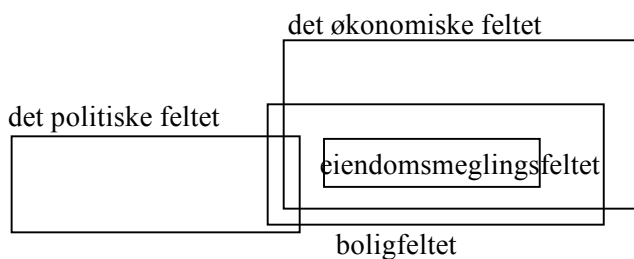 det økonomiske feltet
det politiske feltet
eiendomsmeglingsfeltet
boligfeltet